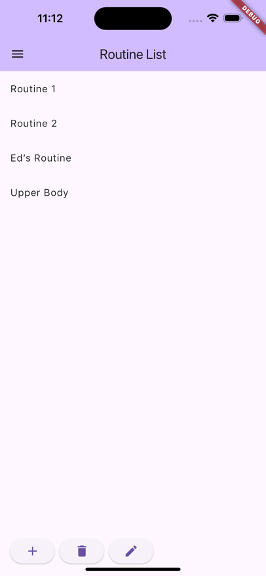 11:12
DEBUG
Routine List
Routine 1
Routine 2
Ed's Routine
Upper Body